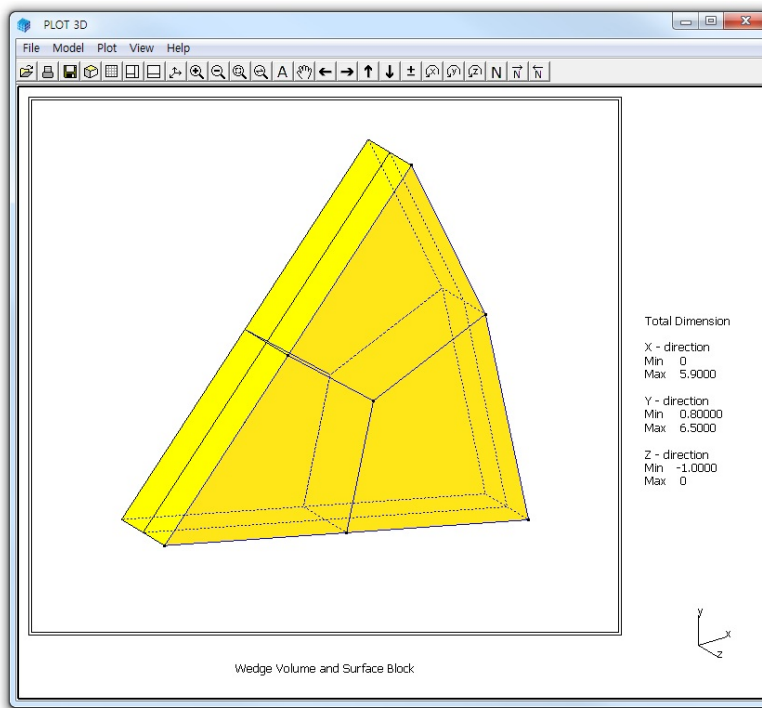 PLOT 3D
File Model Plot View Help
A ± x y z N N N
Total Dimension
X - direction
Min 0
Max 5.9000
Y - direction
Min 0.80000
Max 6.5000
Z - direction
Min -1.0000
Max 0
y
x
z
Wedge Volume and Surface Block